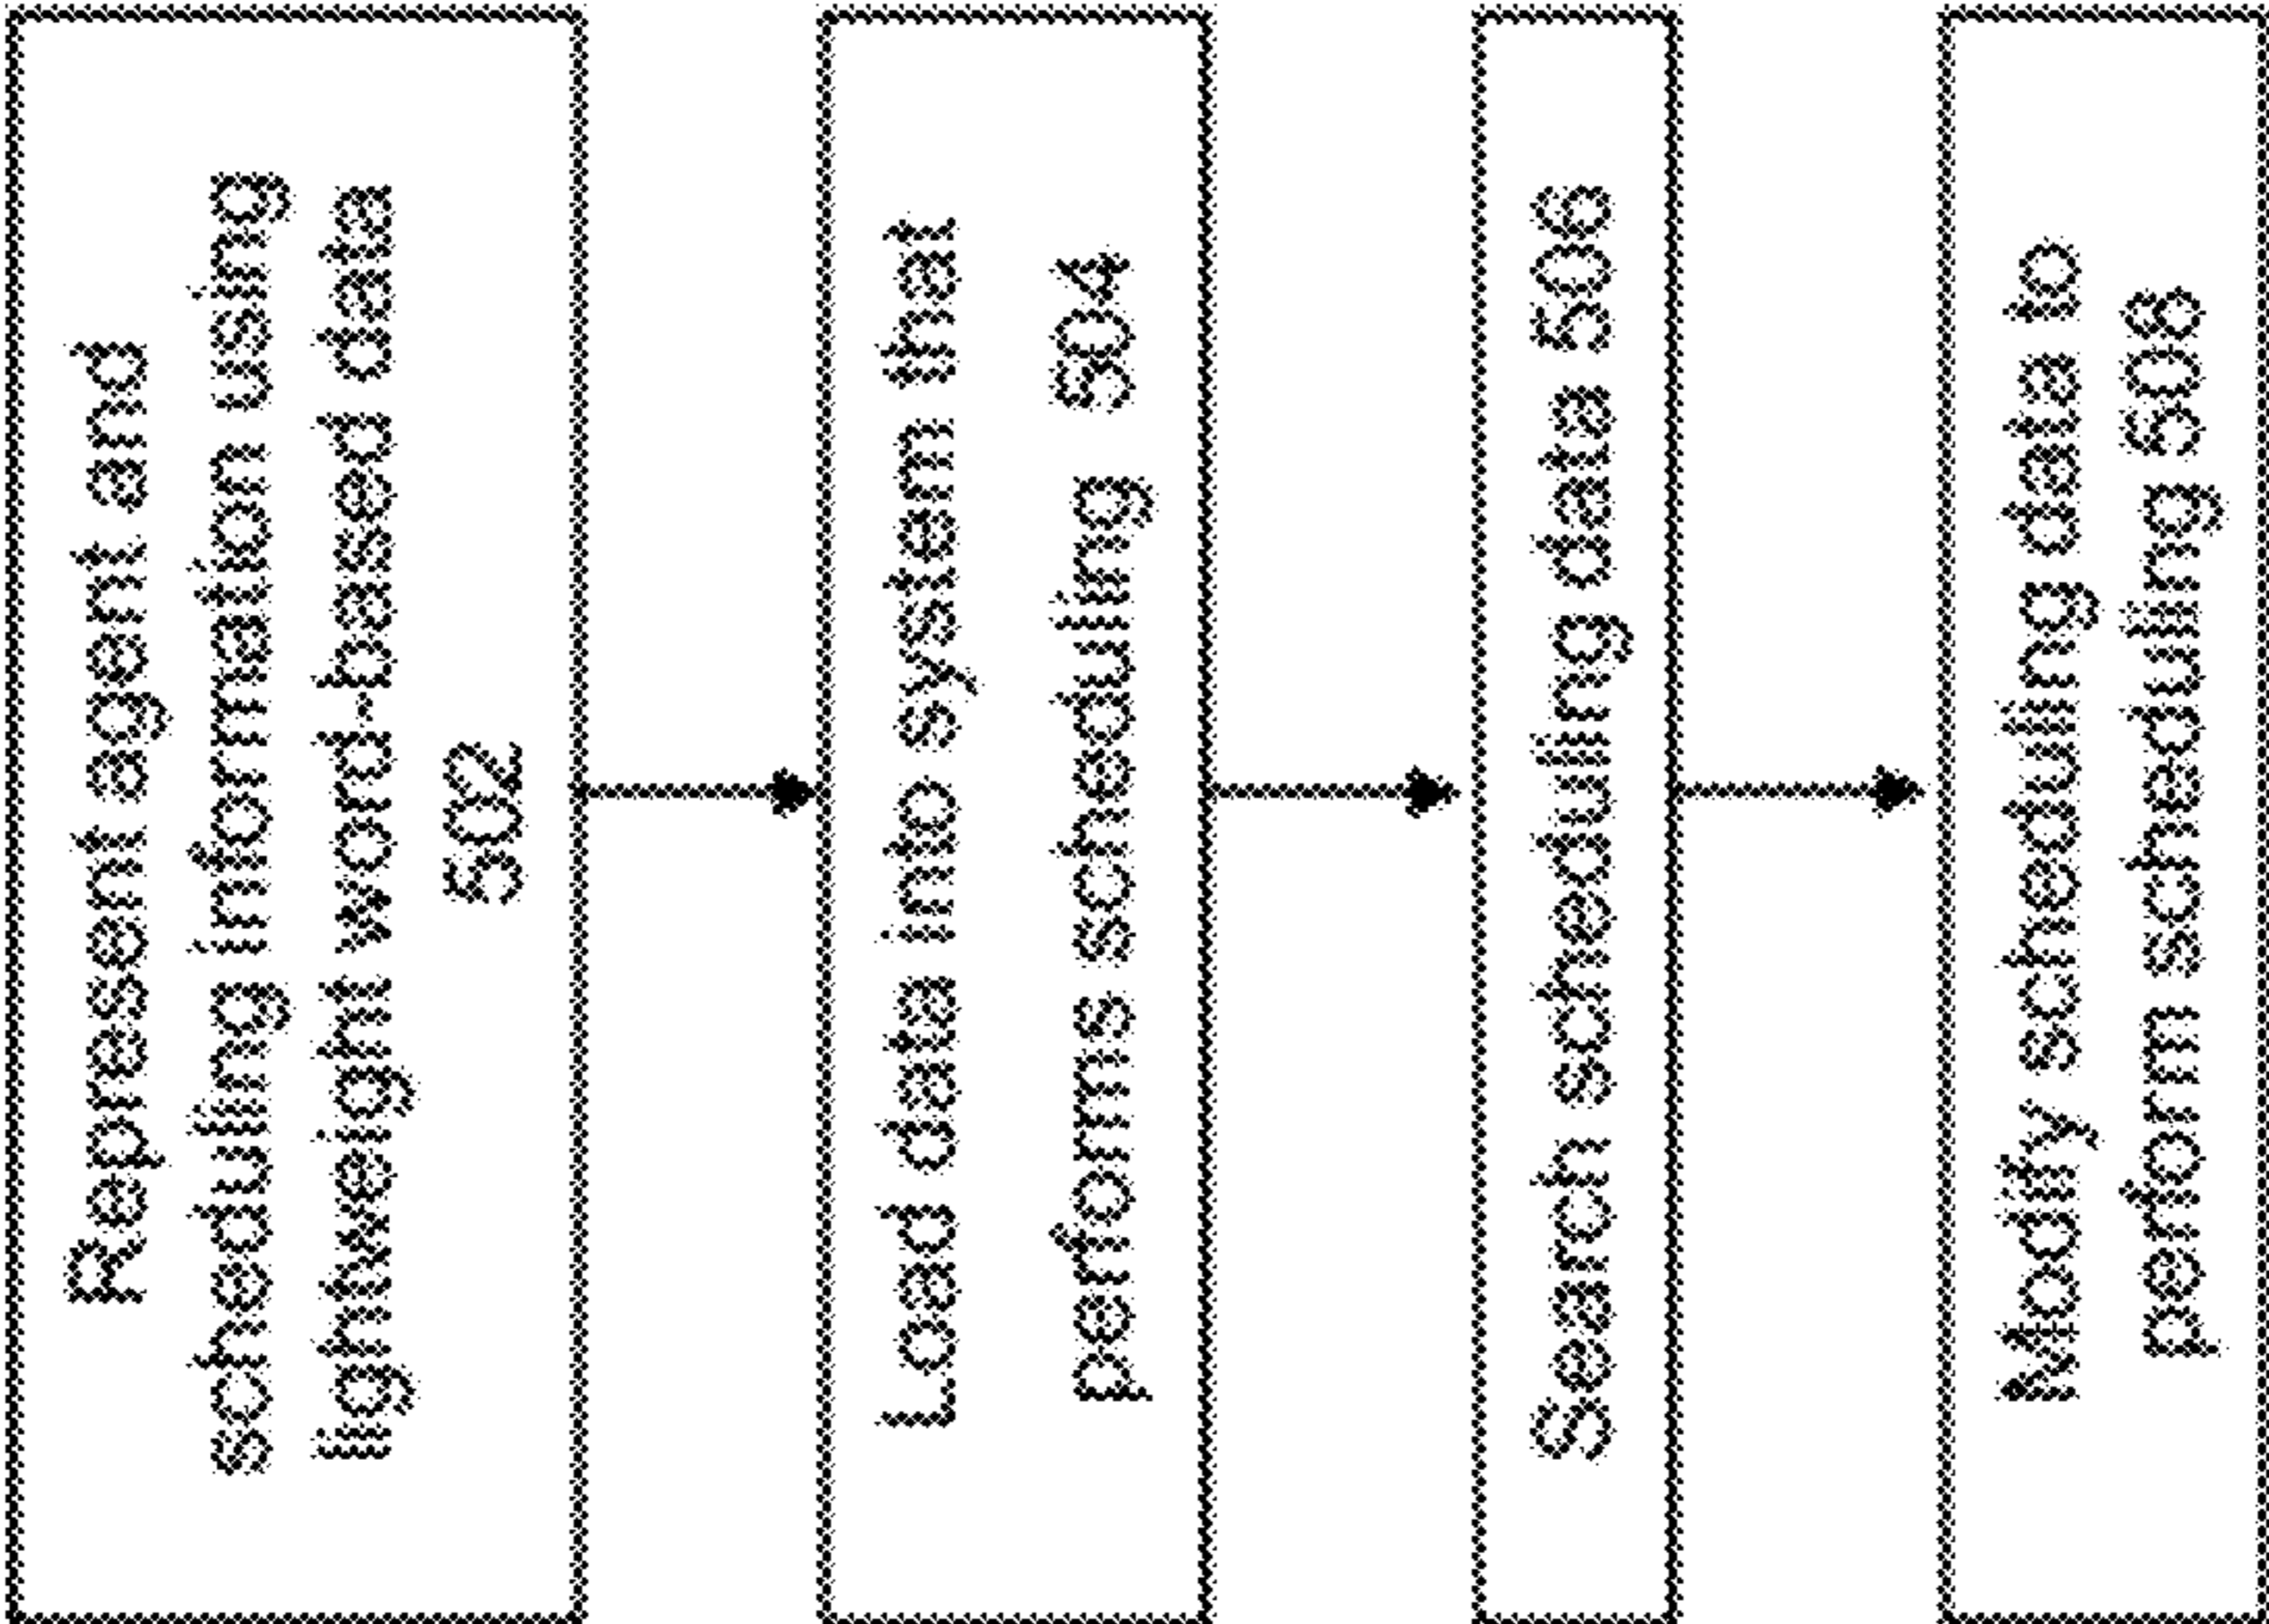 Represent agent and
scheduling information using
lightweight word-based data
502
Load data into system that
performs scheduling 504
Search scheduling data 506
Modify scheduling data to
perform scheduling 508